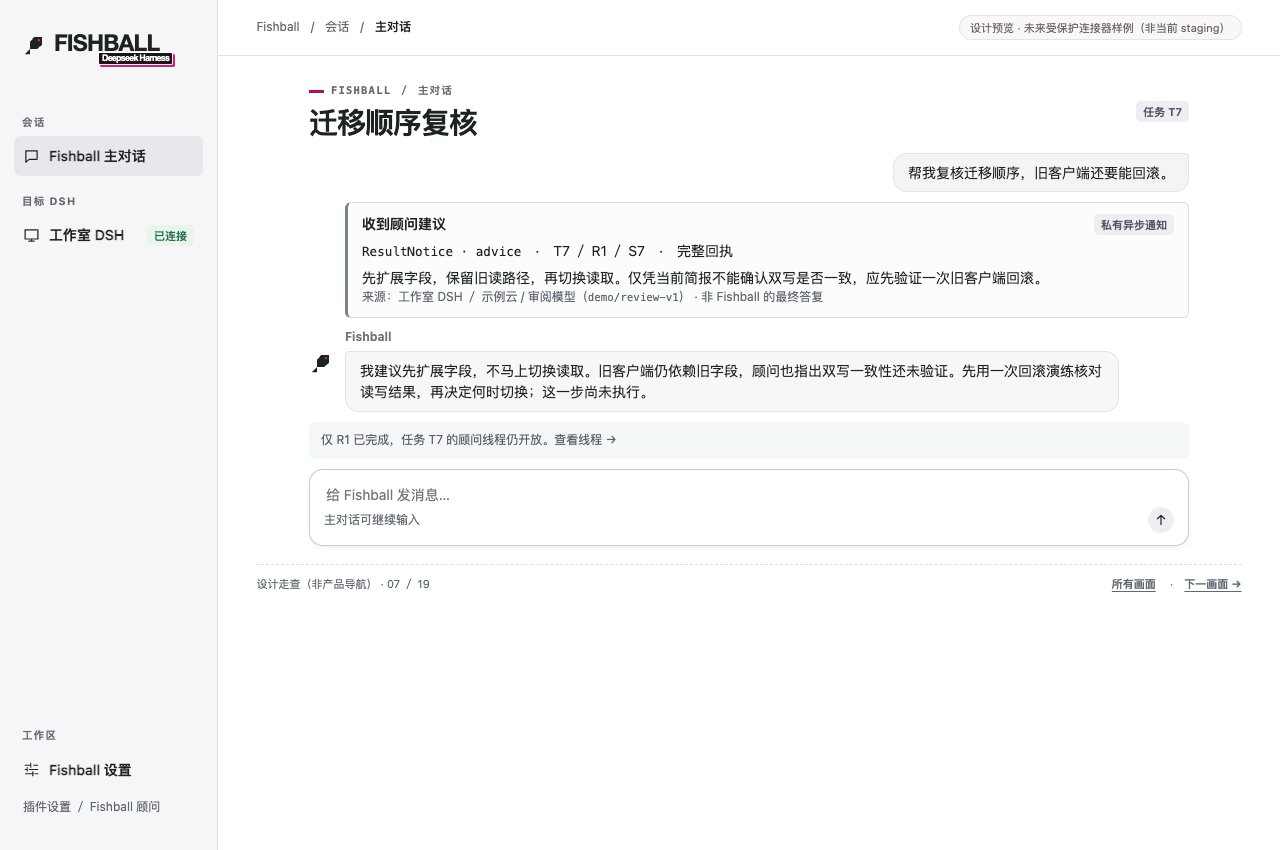 FISHBALL
Deepseek Harness
会话
Fishball 主对话
目标 DSH
工作室 DSH 已连接
工作区
Fishball 设置
插件设置 / Fishball 顾问
Fishball / 会话 / 主对话
设计预览 · 未来受保护连接器样例（非当前 staging）
FISHBALL / 主对话
迁移顺序复核
任务 T7
帮我复核迁移顺序，旧客户端还要能回滚。
收到顾问建议
私有异步通知
ResultNotice · advice · T7 / R1 / S7 · 完整回执
先扩展字段，保留旧读路径，再切换读取。仅凭当前简报不能确认双写是否一致，应先验证一次旧客户端回滚。
来源：工作室 DSH / 示例云 / 审阅模型（demo/review-v1） · 非 Fishball 的最终答复
Fishball
我建议先扩展字段，不马上切换读取。旧客户端仍依赖旧字段，顾问也指出双写一致性还未验证。先用一次回滚演练核对
读写结果，再决定何时切换；这一步尚未执行。
仅 R1 已完成，任务 T7 的顾问线程仍开放。查看线程 →
给 Fishball 发消息…
主对话可继续输入
↑
设计走查（非产品导航） · 07 / 19
所有画面 · 下一画面 →